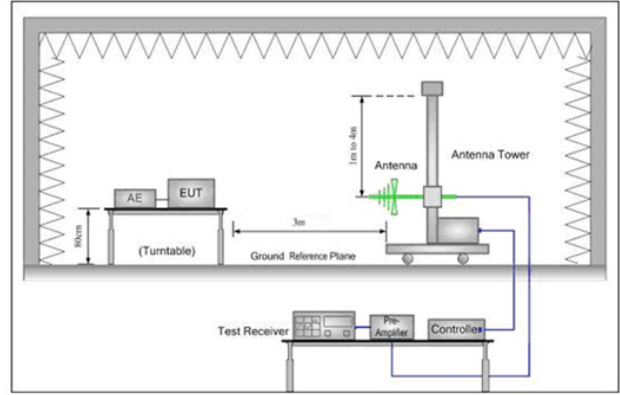 1m to 4m
Antenna
Antenna Tower
AE
EUT
80cm
3m
(Turntable)
Ground Reference Plane
Test Receiver
Pre-
Amplifier
Controller